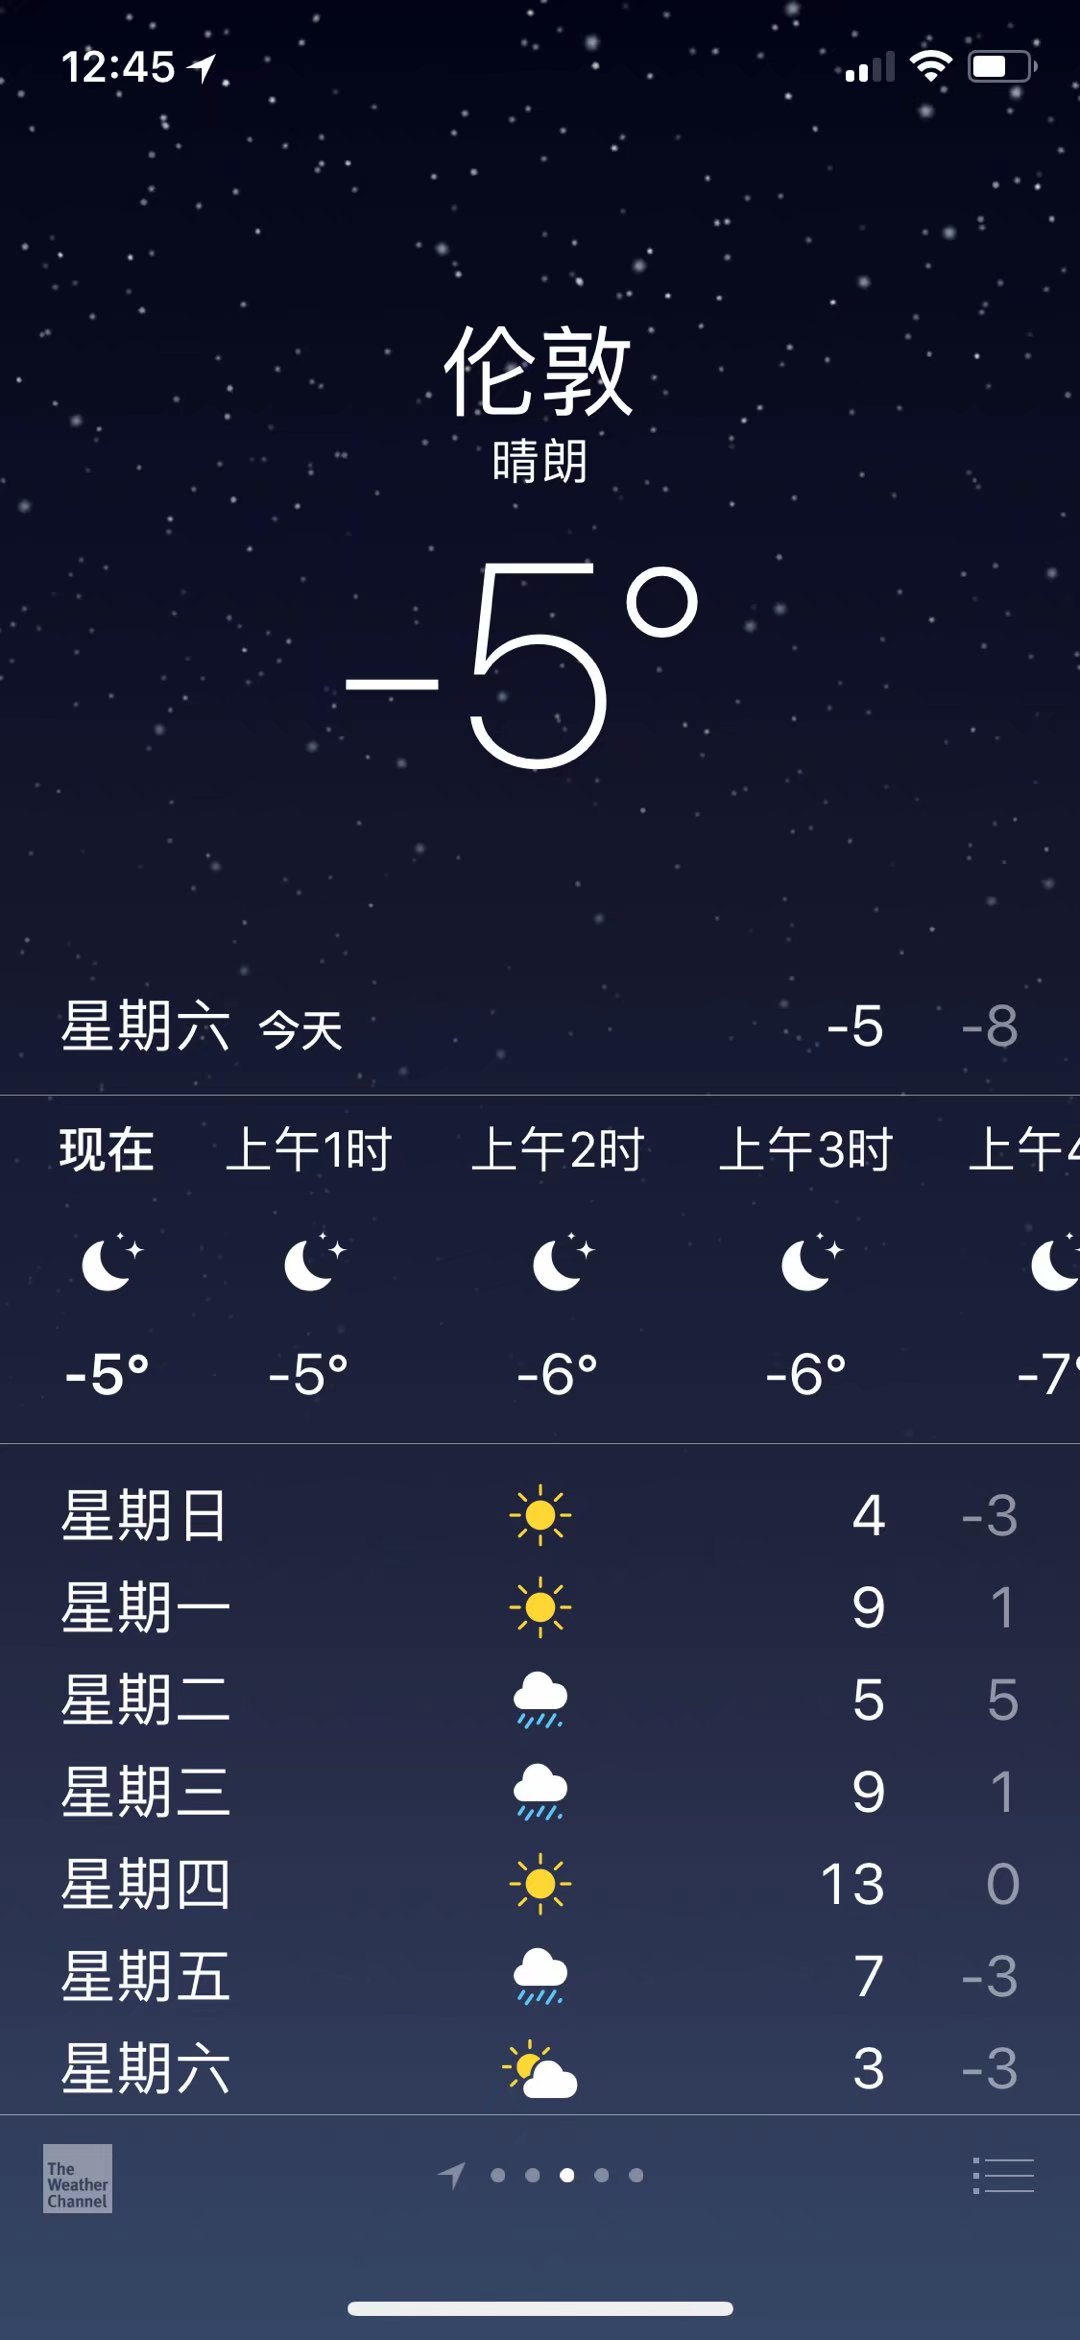 12:45
伦敦
晴朗
-5°
星期六 今天 -5 -8
现在 上午1时 上午2时 上午3时 上午4
-5° -5° -6° -6° -7°
星期日 4 -3
星期一 9 1
星期二 5 5
星期三 9 1
星期四 13 0
星期五 7 -3
星期六 3 -3
The
Weather
Channel